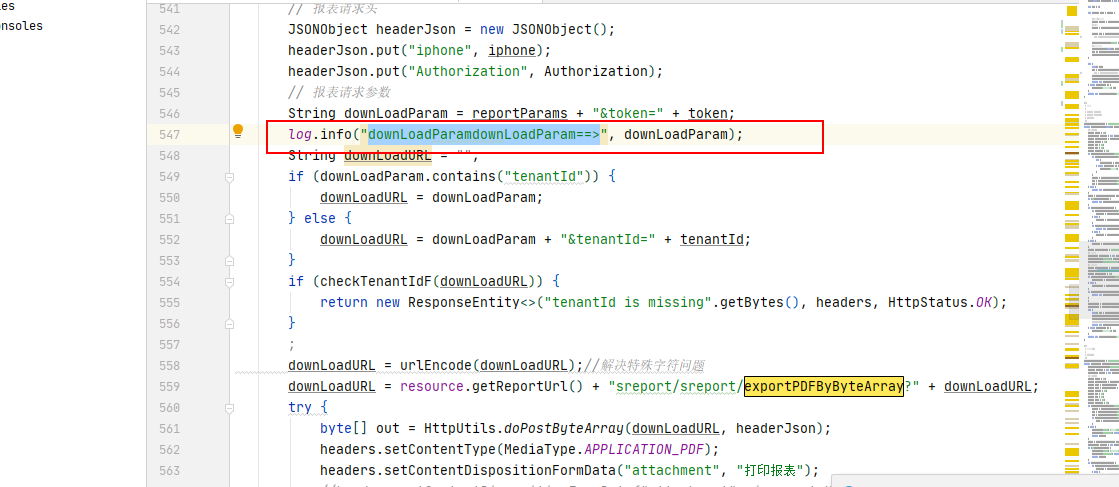 les
onsoles
541 // 报表请求头
542 JSONObject headerJson = new JSONObject();
543 headerJson.put("iphone", iphone);
544 headerJson.put("Authorization", Authorization);
545 // 报表请求参数
546 String downLoadParam = reportParams + "&token=" + token;
547 log.info("downLoadParamdownLoadParam==>", downLoadParam);
548 String downLoadURL = "";
549 if (downLoadParam.contains("tenantId")) {
550 downLoadURL = downLoadParam;
551 } else {
552 downLoadURL = downLoadParam + "&tenantId=" + tenantId;
553 }
554 if (checkTenantIdF(downLoadURL)) {
555 return new ResponseEntity<>("tenantId is missing".getBytes(), headers, HttpStatus.OK);
556 }
557 ;
558 downLoadURL = urlEncode(downLoadURL);//解决特殊字符问题
559 downLoadURL = resource.getReportUrl() + "sreport/sreport/exportPDFByByteArray?" + downLoadURL;
560 try {
561 byte[] out = HttpUtils.doPostByteArray(downLoadURL, headerJson);
562 headers.setContentType(MediaType.APPLICATION_PDF);
563 headers.setContentDispositionFormData("attachment", "打印报表");